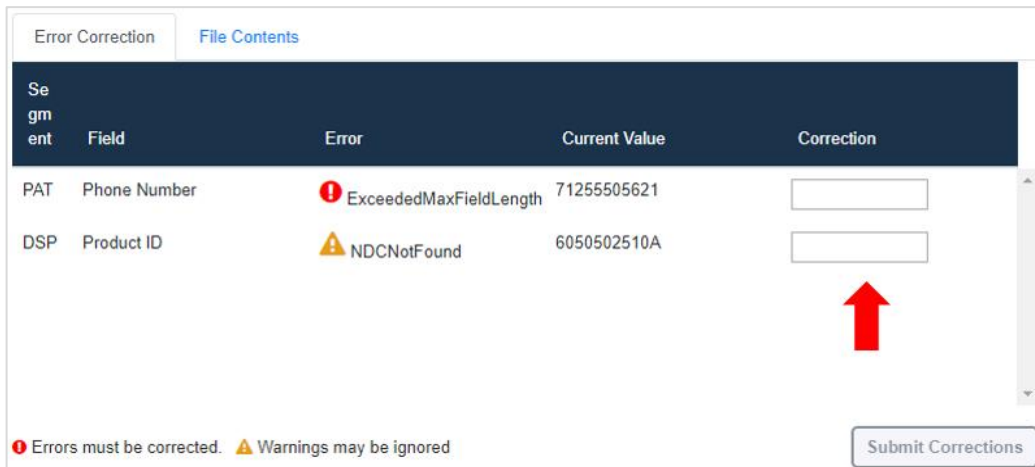 Error Correction File Contents
Se
gm
ent Field Error Current Value Correction
PAT Phone Number ExceededMaxFieldLength 71255505621
DSP Product ID NDCNotFound 6050502510A
Errors must be corrected. Warnings may be ignored Submit Corrections